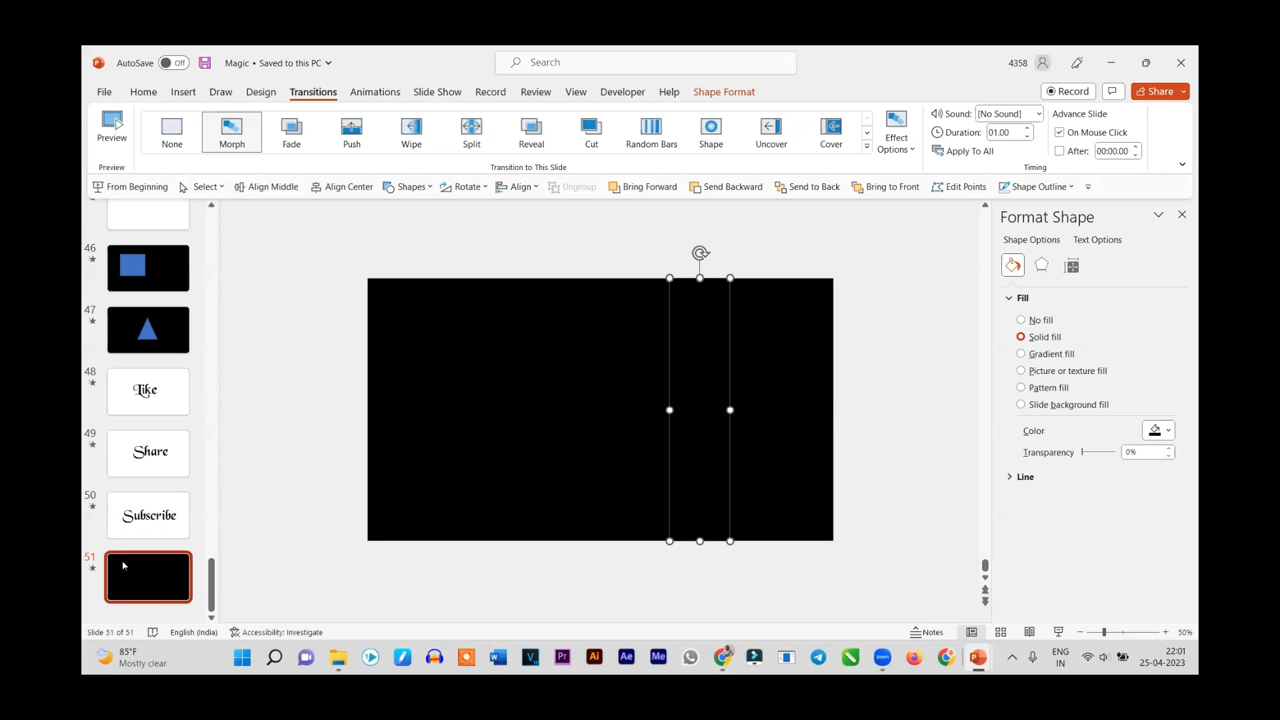 AutoSave Off Magic • Saved to this PC Search 4358
File Home Insert Draw Design Transitions Animations Slide Show Record Review View Developer Help Shape Format Record Share
Preview None Morph Fade Push Wipe Split Reveal Cut Random Bars Shape Uncover Cover Effect Options
Sound: [No Sound] Advance Slide
Duration: 01.00 On Mouse Click
Apply To All After: 00:00.00
Preview Transition to This Slide Timing
From Beginning Select Align Middle Align Center Shapes Rotate Align Ungroup Bring Forward Send Backward Send to Back Bring to Front Edit Points Shape Outline
46
47
48
Like
49
Share
50
Subscribe
51
Format Shape
Shape Options Text Options
Fill
No fill
Solid fill
Gradient fill
Picture or texture fill
Pattern fill
Slide background fill
Color
Transparency 0%
Line
Slide 51 of 51 English (India) Accessibility: Investigate Notes 50%
85°F
Mostly clear
ENG
IN
22:01
25-04-2023